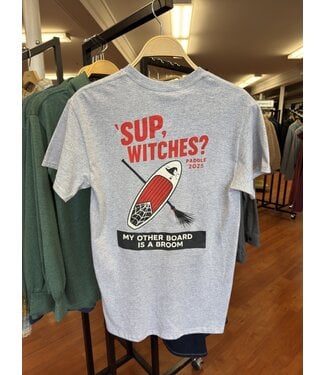 'SUP,
WITCHES?
PADDLE
2025
MY OTHER BOARD
IS A BROOM